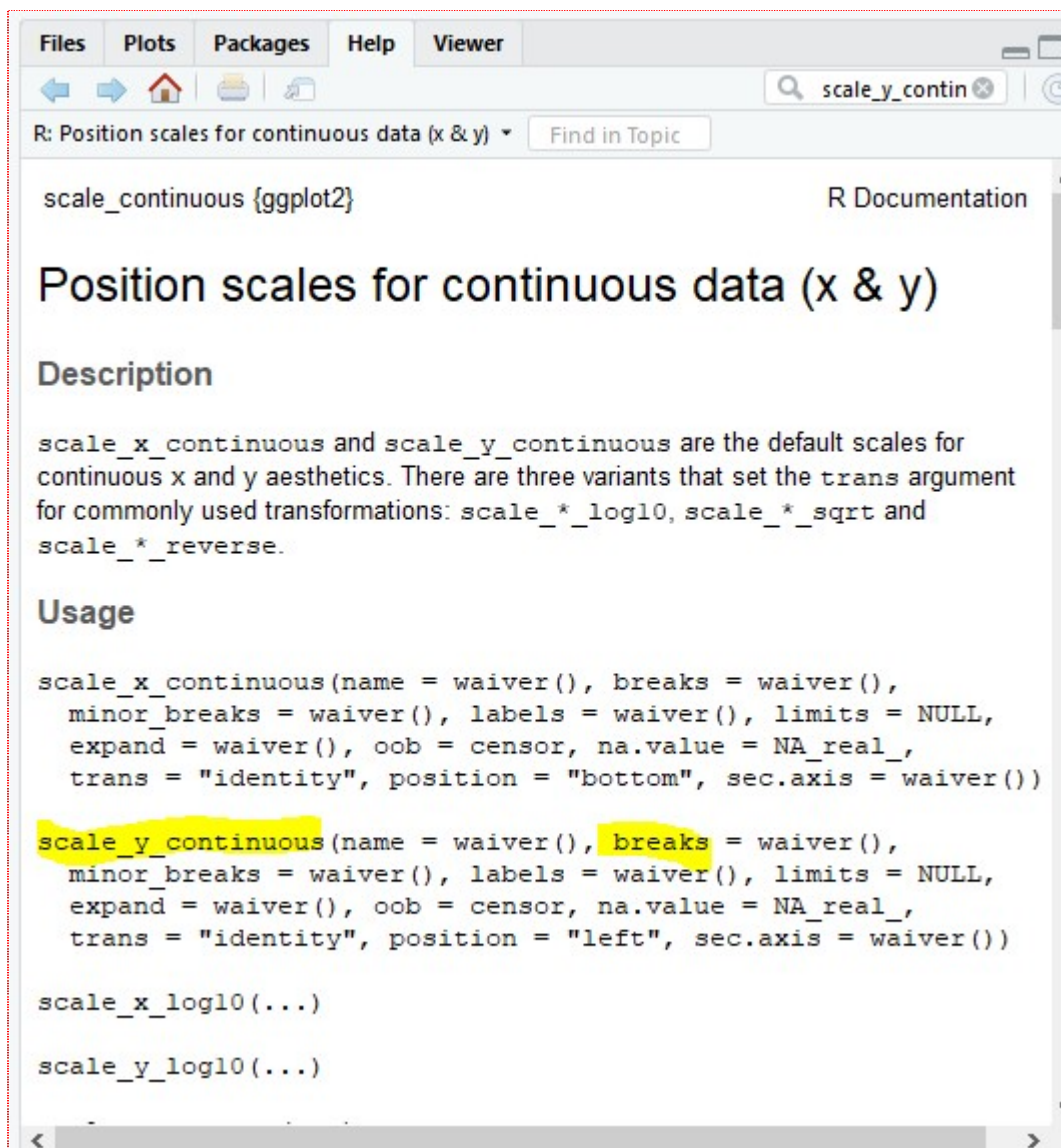 Files Plots Packages Help Viewer
scale_y_contin
R: Position scales for continuous data (x & y) Find in Topic
scale_continuous {ggplot2} R Documentation
Position scales for continuous data (x & y)
Description
scale_x_continuous and scale_y_continuous are the default scales for
continuous x and y aesthetics. There are three variants that set the trans argument
for commonly used transformations: scale_*_log10, scale_*_sqrt and
scale_*_reverse.
Usage
scale_x_continuous(name = waiver(), breaks = waiver(),
minor_breaks = waiver(), labels = waiver(), limits = NULL,
expand = waiver(), oob = censor, na.value = NA_real_,
trans = "identity", position = "bottom", sec.axis = waiver())
scale_y_continuous(name = waiver(), breaks = waiver(),
minor_breaks = waiver(), labels = waiver(), limits = NULL,
expand = waiver(), oob = censor, na.value = NA_real_,
trans = "identity", position = "left", sec.axis = waiver())
scale_x_log10(...)
scale_y_log10(...)